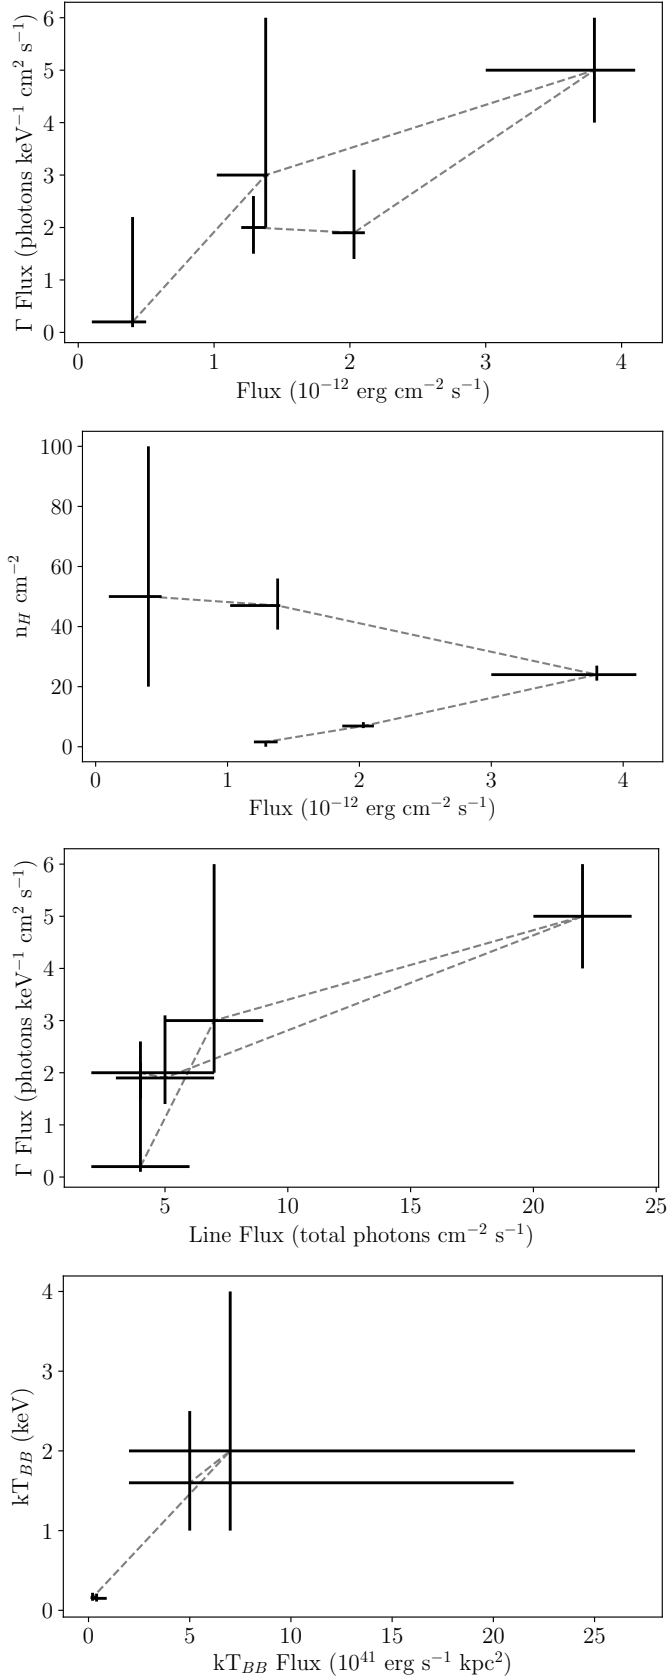 6
5
4
3
2
1
0
Γ Flux (photons keV⁻¹ cm² s⁻¹)
0 1 2 3 4
Flux (10⁻¹² erg cm⁻² s⁻¹)
100
80
60
40
20
0
n_H cm⁻²
0 1 2 3 4
Flux (10⁻¹² erg cm⁻² s⁻¹)
6
5
4
3
2
1
0
Γ Flux (photons keV⁻¹ cm² s⁻¹)
5 10 15 20 25
Line Flux (total photons cm⁻² s⁻¹)
4
3
2
1
0
kT_BB (keV)
0 5 10 15 20 25
kT_BB Flux (10⁴¹ erg s⁻¹ kpc²)